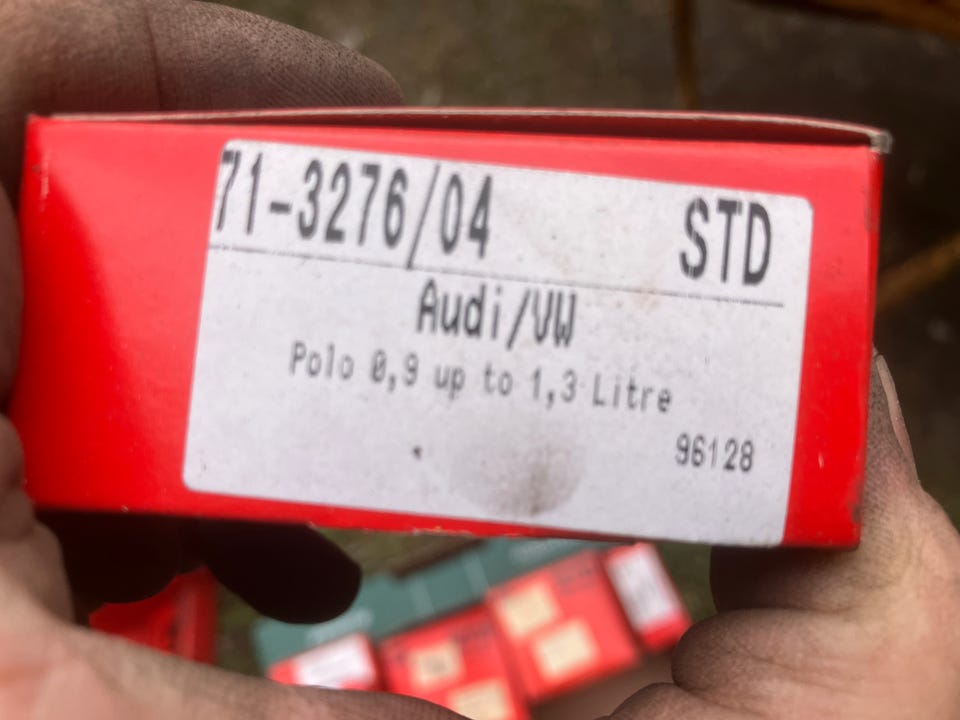 71-3276/04 STD
Audi/VW
Polo 0,9 up to 1,3 Litre
96128